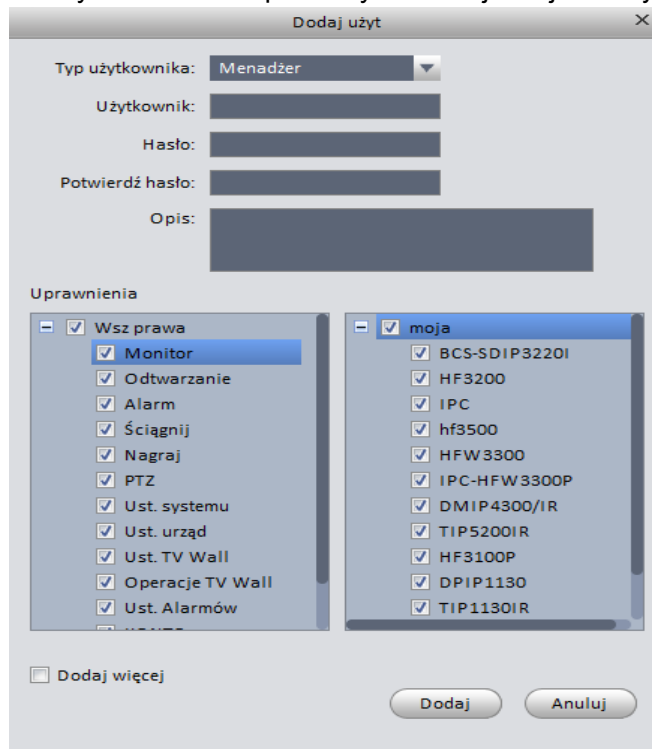 Dodaj użyt
Typ użytkownika: Menadżer
Użytkownik:
Hasło:
Potwierdź hasło:
Opis:
Uprawnienia
Wsz prawa
Monitor
Odtwarzanie
Alarm
Ściągnij
Nagraj
PTZ
Ust. systemu
Ust. urząd
Ust. TV Wall
Operacje TV Wall
Ust. Alarmów
moja
BCS-SDIP3220I
HF3200
IPC
hf3500
HFW3300
IPC-HFW3300P
DMIP4300/IR
TIP5200IR
HF3100P
DPIP1130
TIP1130IR
Dodaj więcej
Dodaj
Anuluj